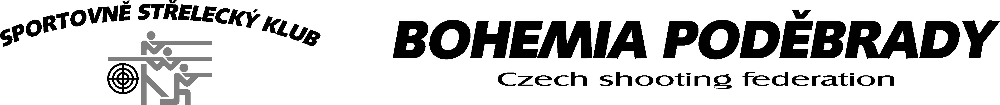 SPORTOVNĚ STŘELECKÝ KLUB
BOHEMIA PODĚBRADY
Czech shooting federation